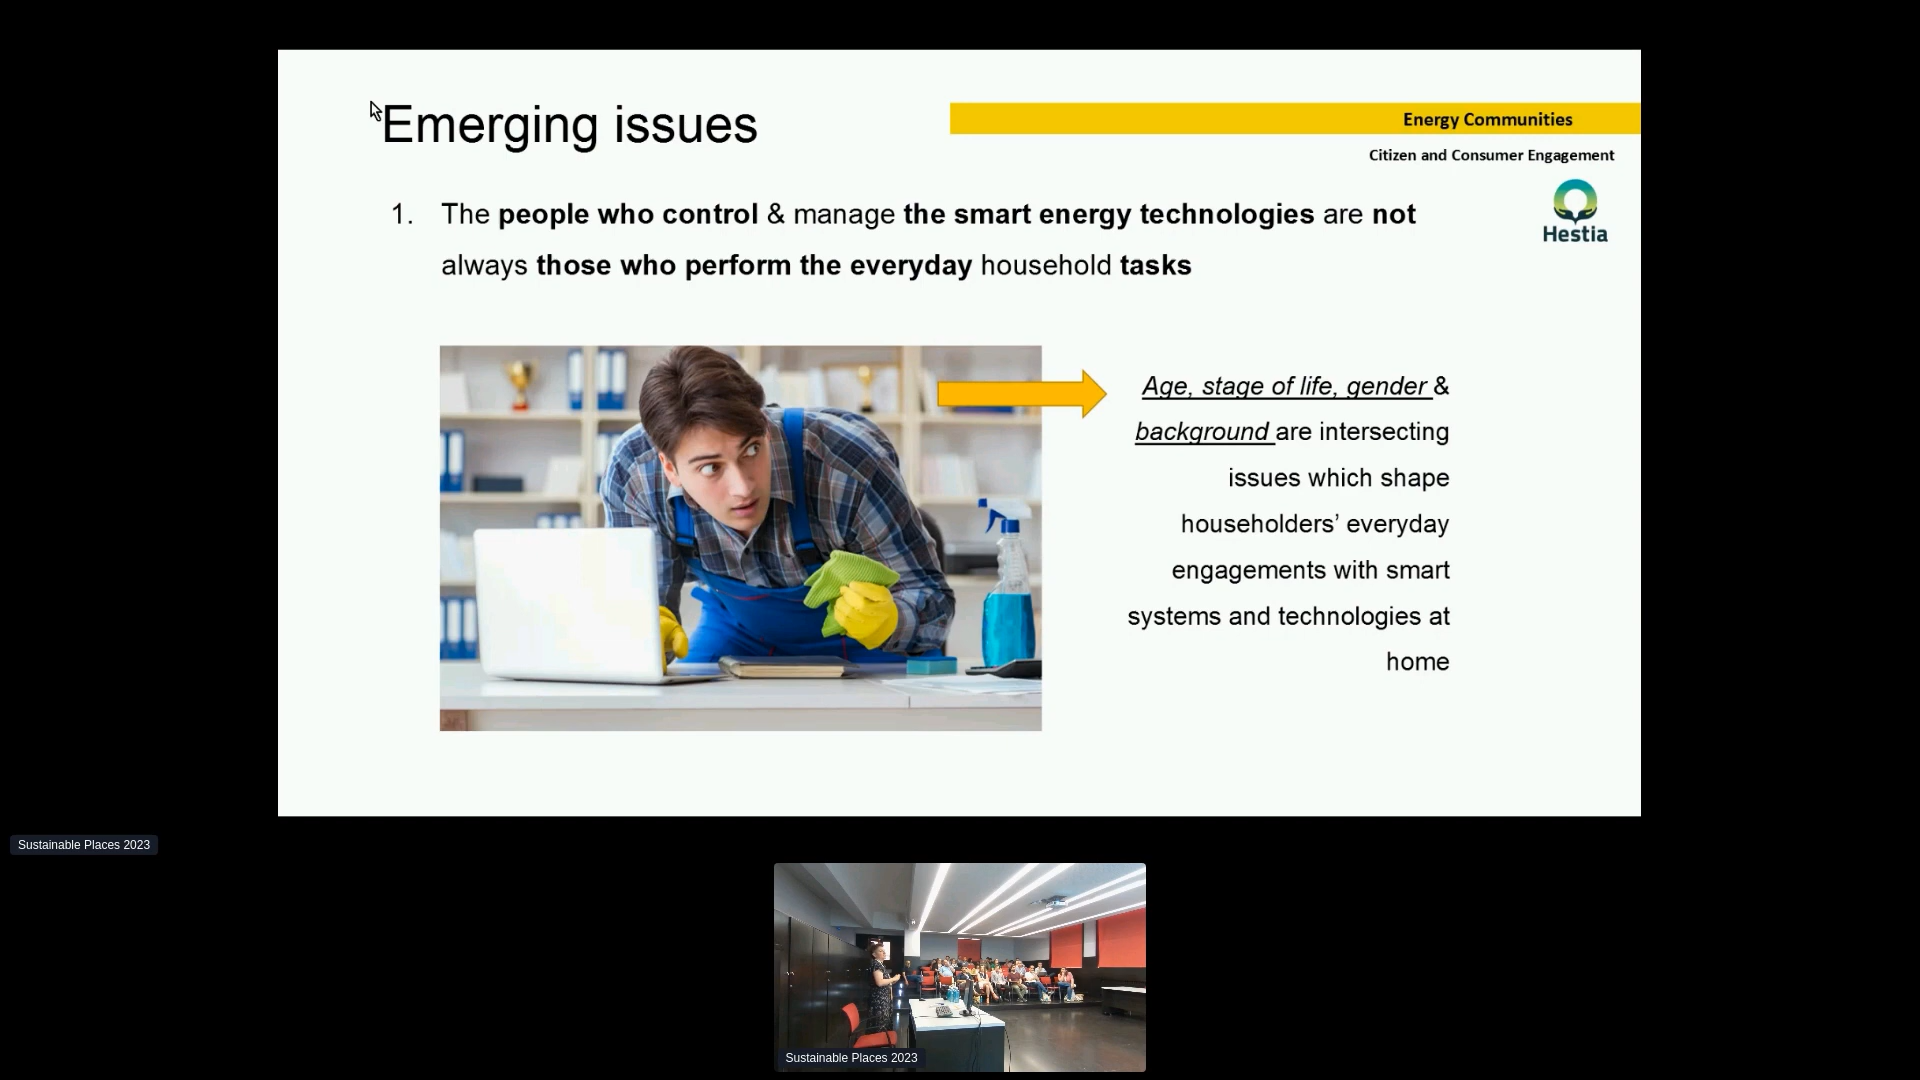 Emerging issues
Energy Communities
Citizen and Consumer Engagement
Hestia
1. The people who control & manage the smart energy technologies are not
always those who perform the everyday household tasks
Age, stage of life, gender &
background are intersecting
issues which shape
householders’ everyday
engagements with smart
systems and technologies at
home
Sustainable Places 2023
Sustainable Places 2023